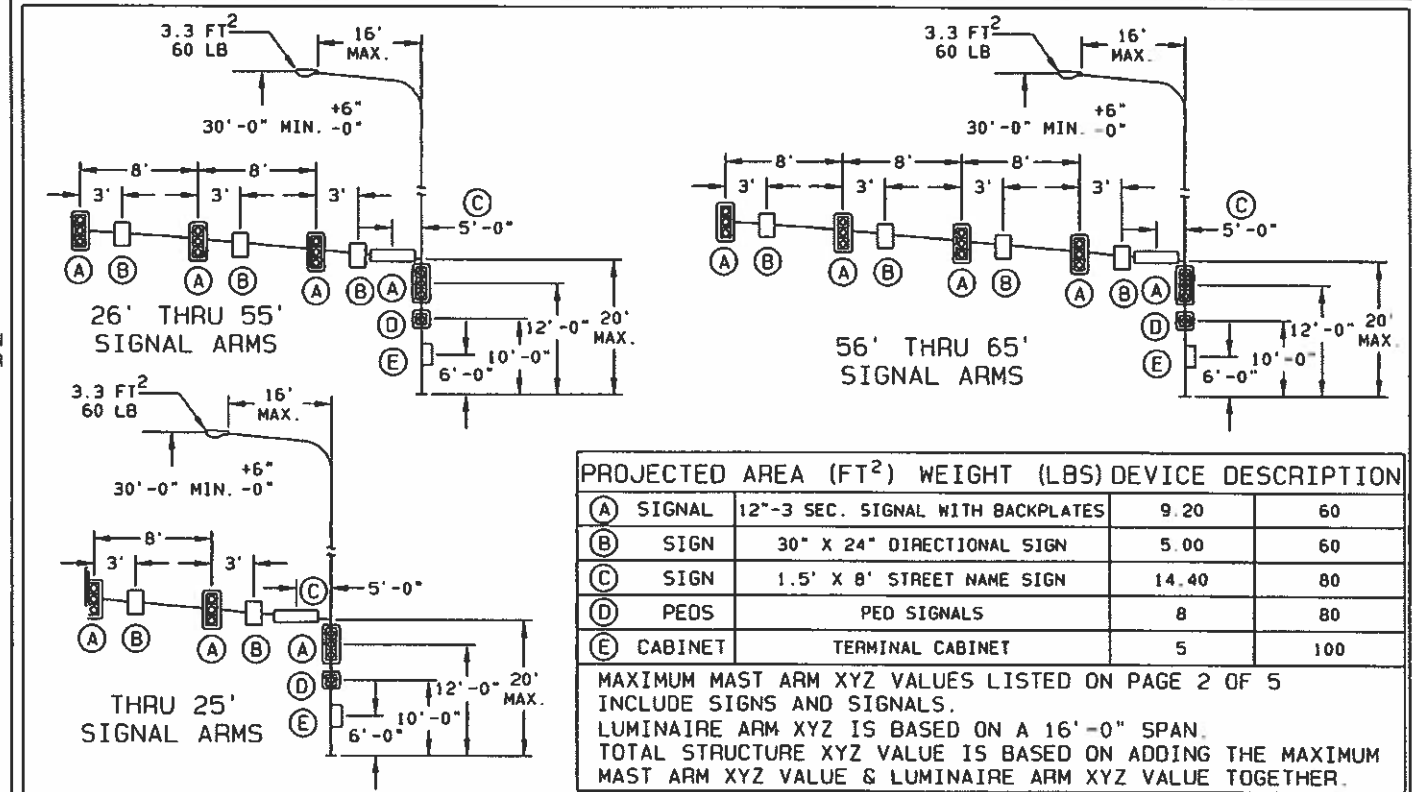 3.3 FT²
60 LB
16'
MAX.
30'-0" MIN. +6" -0"
8' 8'
3' 3' 3'
C
5'-0"
A B A B A B A
D
E
12'-0"
20'
MAX.
10'-0"
6'-0"
26' THRU 55'
SIGNAL ARMS
3.3 FT²
60 LB
16'
MAX.
30'-0" MIN. +6" -0"
8' 8' 8'
3' 3' 3' 3'
C
5'-0"
A B A B A B A B A
D
E
12'-0"
20'
MAX.
10'-0"
6'-0"
56' THRU 65'
SIGNAL ARMS
3.3 FT²
60 LB
16'
MAX.
30'-0" MIN. +6" -0"
8'
3' 3'
C
5'-0"
A B A B A
D
E
12'-0"
20'
MAX.
10'-0"
6'-0"
THRU 25'
SIGNAL ARMS
PROJECTED AREA (FT²) WEIGHT (LBS) DEVICE DESCRIPTION
A SIGNAL 12"-3 SEC. SIGNAL WITH BACKPLATES 9.20 60
B SIGN 30" X 24" DIRECTIONAL SIGN 5.00 60
C SIGN 1.5' X 8' STREET NAME SIGN 14.40 80
D PEDS PED SIGNALS 8 80
E CABINET TERMINAL CABINET 5 100
MAXIMUM MAST ARM XYZ VALUES LISTED ON PAGE 2 OF 5
INCLUDE SIGNS AND SIGNALS.
LUMINAIRE ARM XYZ IS BASED ON A 16'-0" SPAN.
TOTAL STRUCTURE XYZ VALUE IS BASED ON ADDING THE MAXIMUM
MAST ARM XYZ VALUE & LUMINAIRE ARM XYZ VALUE TOGETHER.